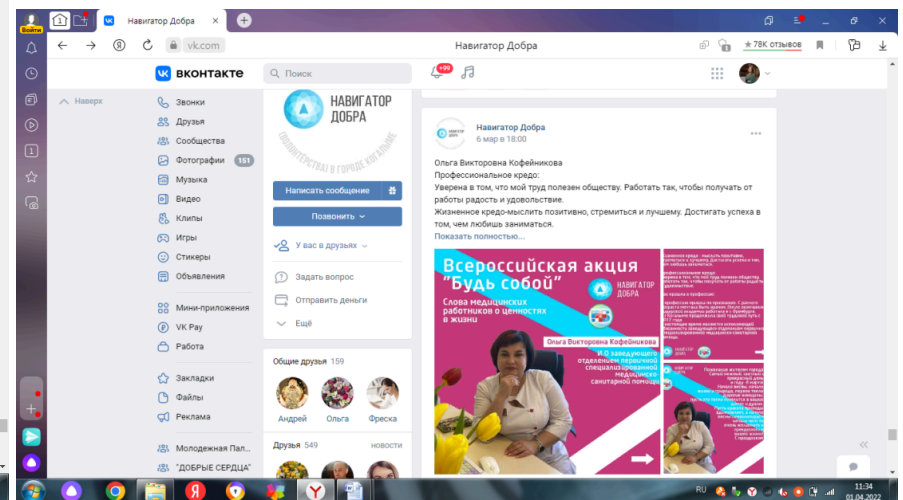 Войти
1
Навигатор Добра
vk.com
Навигатор Добра
★ 78К отзывов
вконтакте
Поиск
+99
Наверх
Звонки
Друзья
Сообщества
Фотографии 151
Музыка
Видео
Клипы
Игры
Стикеры
Объявления
Мини-приложения
VK Pay
Работа
Закладки
Файлы
Реклама
Молодежная Пал...
"ДОБРЫЕ СЕРДЦА"
НАВИГАТОР
ДОБРА
Написать сообщение
Позвонить
У вас в друзьях
Задать вопрос
Отправить деньги
Ещё
Общие друзья 159
Андрей Ольга Фреска
Друзья 549 новости
Навигатор Добра
6 мар в 18:00
Ольга Викторовна Кофейникова
Профессиональное кредо:
Уверена в том, что мой труд полезен обществу. Работать так, чтобы получать от
работы радость и удовольствие.
Жизненное кредо-мыслить позитивно, стремиться и лучшему. Достигать успеха в
том, чем любишь заниматься.
Показать полностью...
Всероссийская акция
"Будь собой"
Слова медицинских
работников о ценностях
в жизни
НАВИГАТОР
ДОБРА
Ольга Викторовна Кофейникова
И.О заведующего
отделением первичной
специализированной
медицинско-
санитарной помощи
RU
11:34
01.04.2022